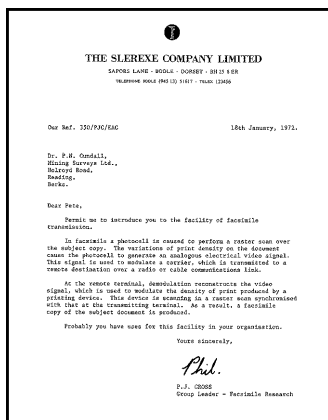 THE SLEREXE COMPANY LIMITED
SAPORS LANE - BOOLE - DORSET - BH 25 8 ER
TELEPHONE BOOLE (945 13) 51617 - TELEX 123456
Our Ref. 350/PJC/EAC 18th January, 1972.
Dr. P.N. Cundall,
Mining Surveys Ltd.,
Holroyd Road,
Reading,
Berks.
Dear Pete,
Permit me to introduce you to the facility of facsimile
transmission.
In facsimile a photocell is caused to perform a raster scan over
the subject copy. The variations of print density on the document
cause the photocell to generate an analogous electrical video signal.
This signal is used to modulate a carrier, which is transmitted to a
remote destination over a radio or cable communications link.
At the remote terminal, demodulation reconstructs the video
signal, which is used to modulate the density of print produced by a
printing device. This device is scanning in a raster scan synchronised
with that at the transmitting terminal. As a result, a facsimile
copy of the subject document is produced.
Probably you have uses for this facility in your organisation.
Yours sincerely,
Phil.
P.J. CROSS
Group Leader - Facsimile Research